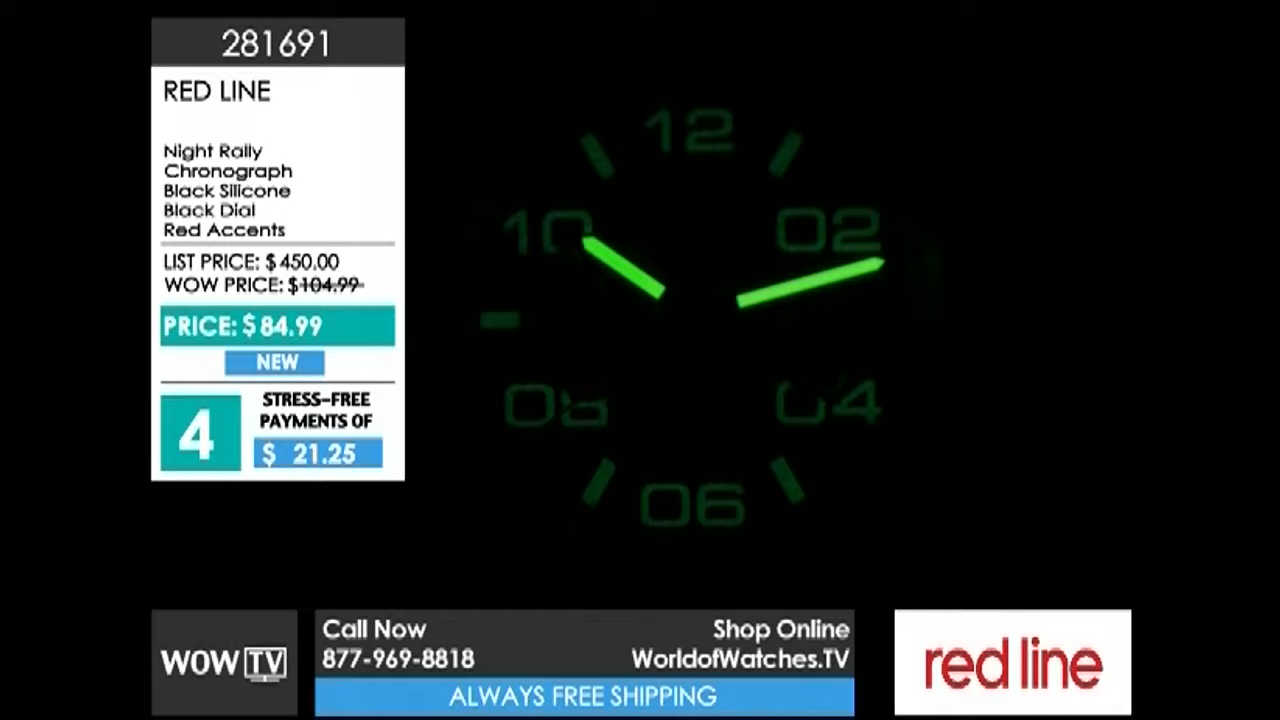 281691
RED LINE
Night Rally
Chronograph
Black Silicone
Black Dial
Red Accents
LIST PRICE: $450.00
WOW PRICE: $104.99
PRICE: $84.99
NEW
4
STRESS-FREE
PAYMENTS OF
$ 21.25
12
10
02
08
04
06
WOW TV
Call Now
877-969-8818
Shop Online
WorldofWatches.TV
ALWAYS FREE SHIPPING
red line